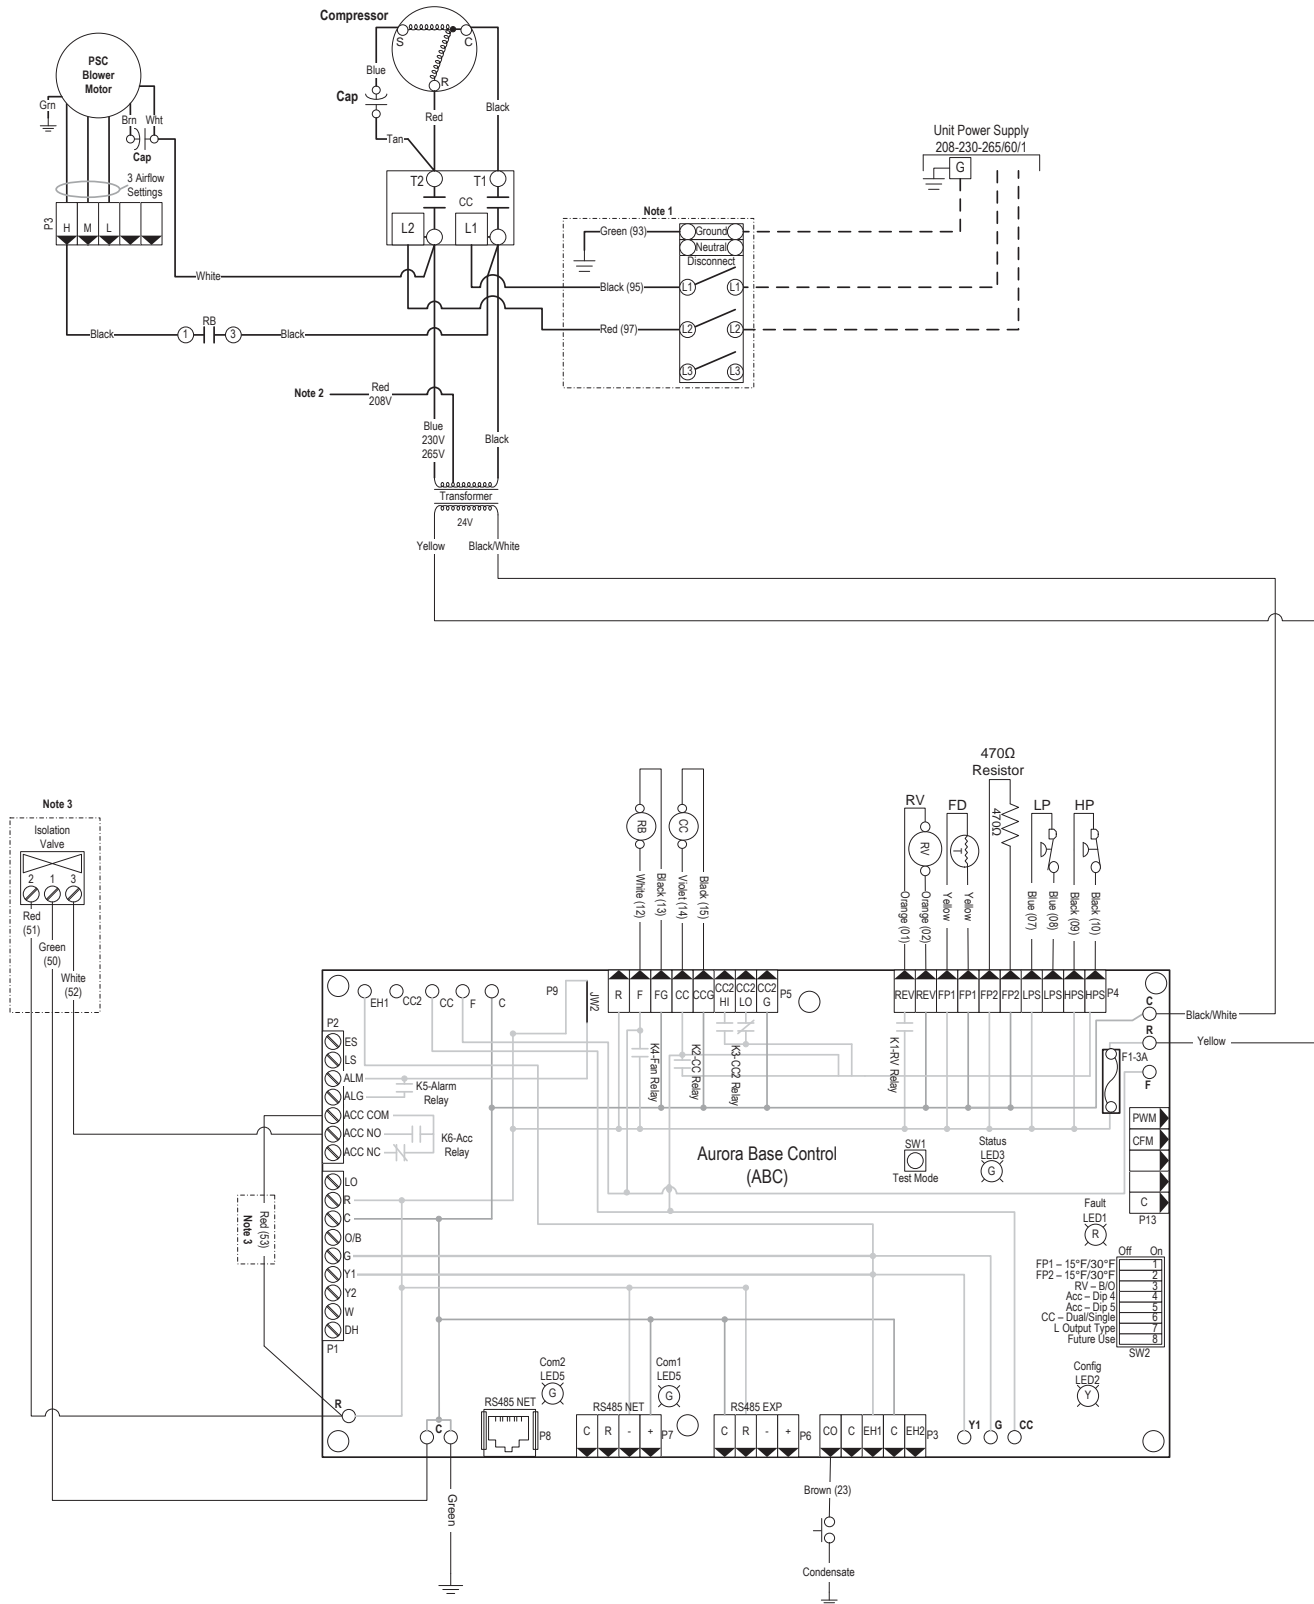 Compressor
S
C
R
PSC
Blower
Motor
Grn
Brn
Wht
Cap
3 Airflow
Settings
P3
H
M
L
Blue
Cap
Tan
Red
Black
T2
T1
CC
L2
L1
White
Black
1
RB
3
Black
Unit Power Supply
208-230-265/60/1
G
Note 1
Green (93)
Ground
Neutral
Disconnect
Black (95)
L1
L1
Red (97)
L2
L2
L3
L3
Note 2
Red
208V
Blue
230V
265V
Black
Transformer
24V
Yellow
Black/White
Note 3
Isolation
Valve
2
1
3
Red
(51)
Green
(50)
White
(52)
RB
White (12)
Black (13)
CC
Violet (14)
Black (15)
RV
RV
Orange (01)
Orange (02)
FD
T
Yellow
Yellow
470Ω
Resistor
470Ω
LP
Blue (07)
Blue (08)
HP
Black (09)
Black (10)
EH1
CC2
CC
F
C
P9
JW2
R
F
FG
CC
CCG
CC2
HI
CC2
LO
CC2
G
P5
REV
REV
FP1
FP1
FP2
FP2
LPS
LPS
HPS
HPS
P4
C
Black/White
R
Yellow
F1-3A
F
P2
ES
LS
ALM
ALG
ACC COM
ACC NO
ACC NC
K5-Alarm
Relay
K6-Acc
Relay
K4-Fan Relay
K2-CC Relay
K3-CC2 Relay
K1-RV Relay
Aurora Base Control
(ABC)
SW1
Test Mode
Status
LED3
G
PWM
CFM
C
P13
Fault
LED1
R
Off
On
FP1 – 15°F/30°F 1
FP2 – 15°F/30°F 2
RV – B/O 3
Acc – Dip 4 4
Acc – Dip 5 5
CC – Dual/Single 6
L Output Type 7
Future Use 8
SW2
Config
LED2
Y
LO
R
C
O/B
G
Y1
Y2
W
DH
P1
Red (53)
Note 3
R
C
Green
Com2
LED5
G
Com1
LED5
G
RS485 NET
P8
RS485 NET
C
R
-
+
P7
RS485 EXP
C
R
-
+
P6
CO
C
EH1
C
EH2
P3
Y1
G
CC
Brown (23)
Condensate